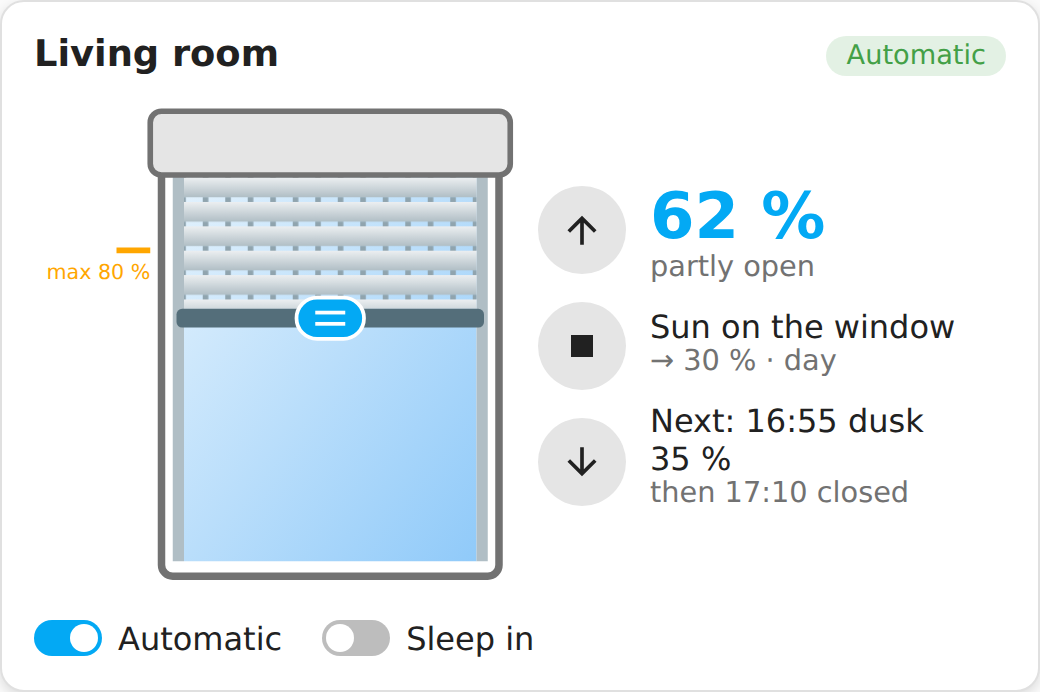 Living room
Automatic
max 80 %
62 %
partly open
Sun on the window
→ 30 % · day
Next: 16:55 dusk
35 %
then 17:10 closed
Automatic
Sleep in